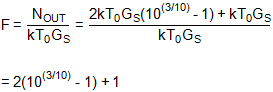 F = N_OUT / kT_0G_S = 2kT_0G_S(10^(3/10) - 1) + kT_0G_S / kT_0G_S
= 2(10^(3/10) - 1) + 1